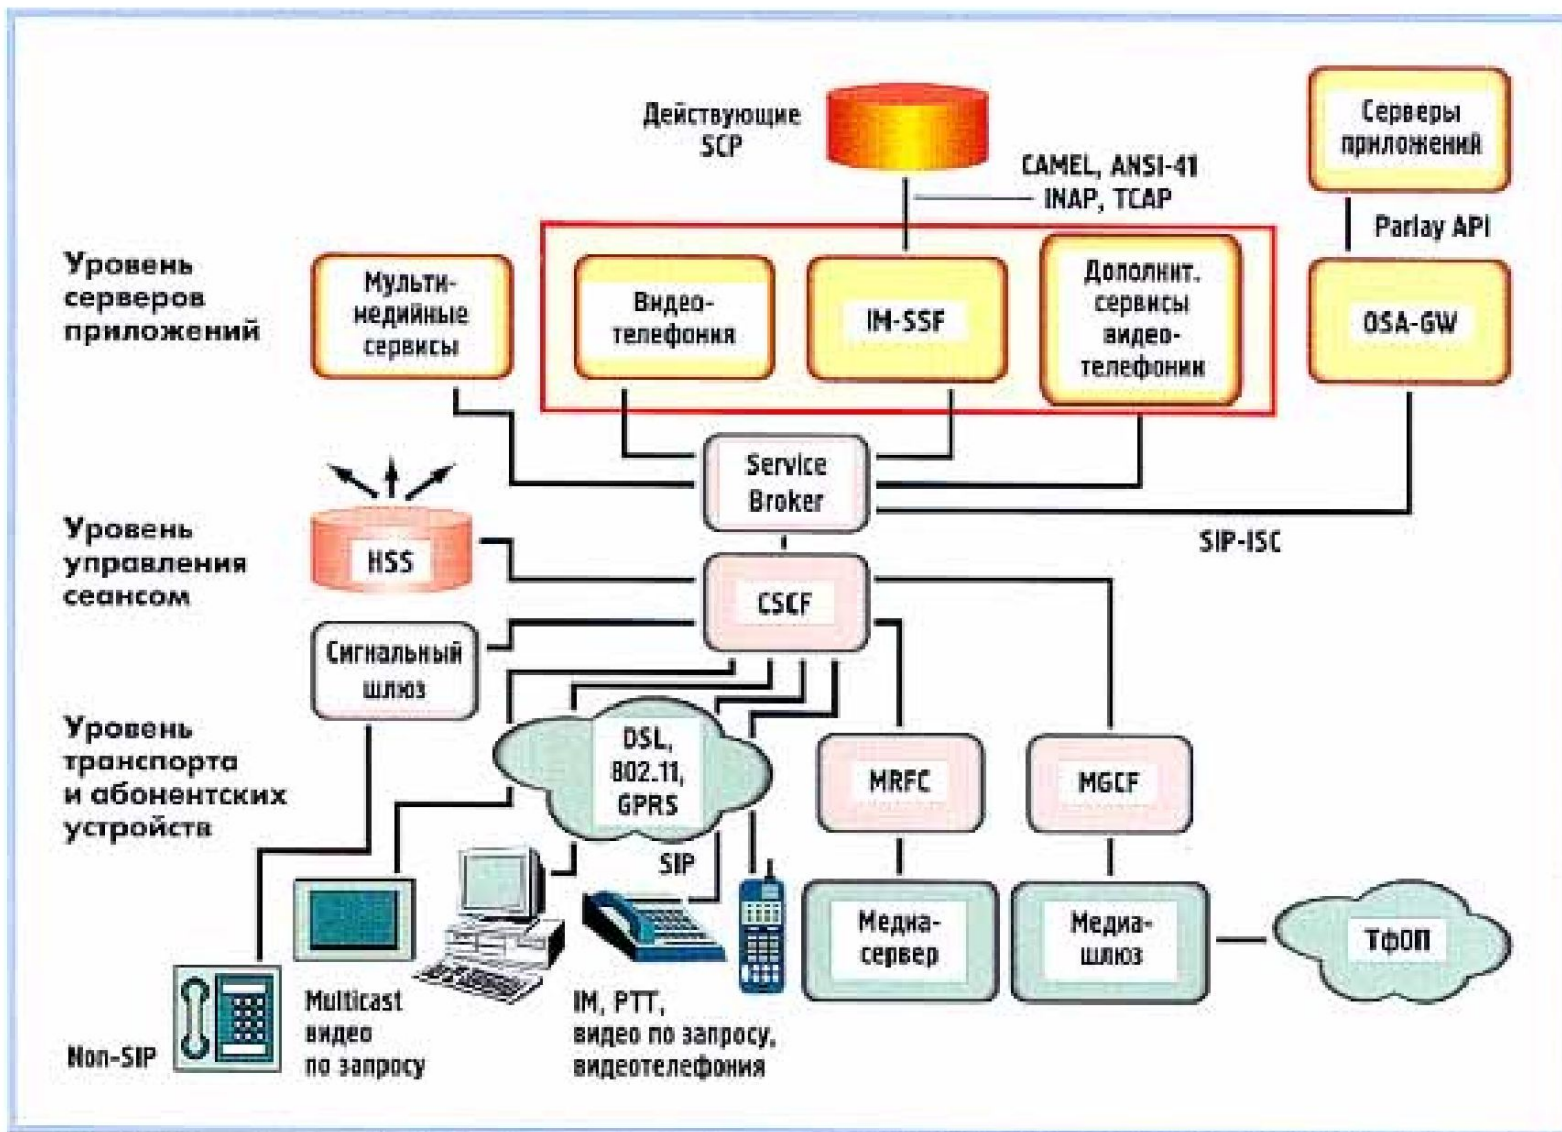 Действующие
SCP
CAMEL, ANSI-41
INAP, TCAP
Серверы
приложений
Parlay API
Уровень
серверов
приложений
Мульти-
медийные
сервисы
Видео-
телефония
IM-SSF
Дополнит.
сервисы
видео-
телефонии
OSA-GW
Service
Broker
SIP-ISC
Уровень
управления
сеансом
HSS
CSCF
Сигнальный
шлюз
Уровень
транспорта
и абонентских
устройств
DSL,
802.11,
GPRS
MRFC
MGCF
SIP
Медиа-
сервер
Медиа-
шлюз
ТфОП
Non-SIP
Multicast
видео
по запросу
IM, PTT,
видео по запросу,
видеотелефония